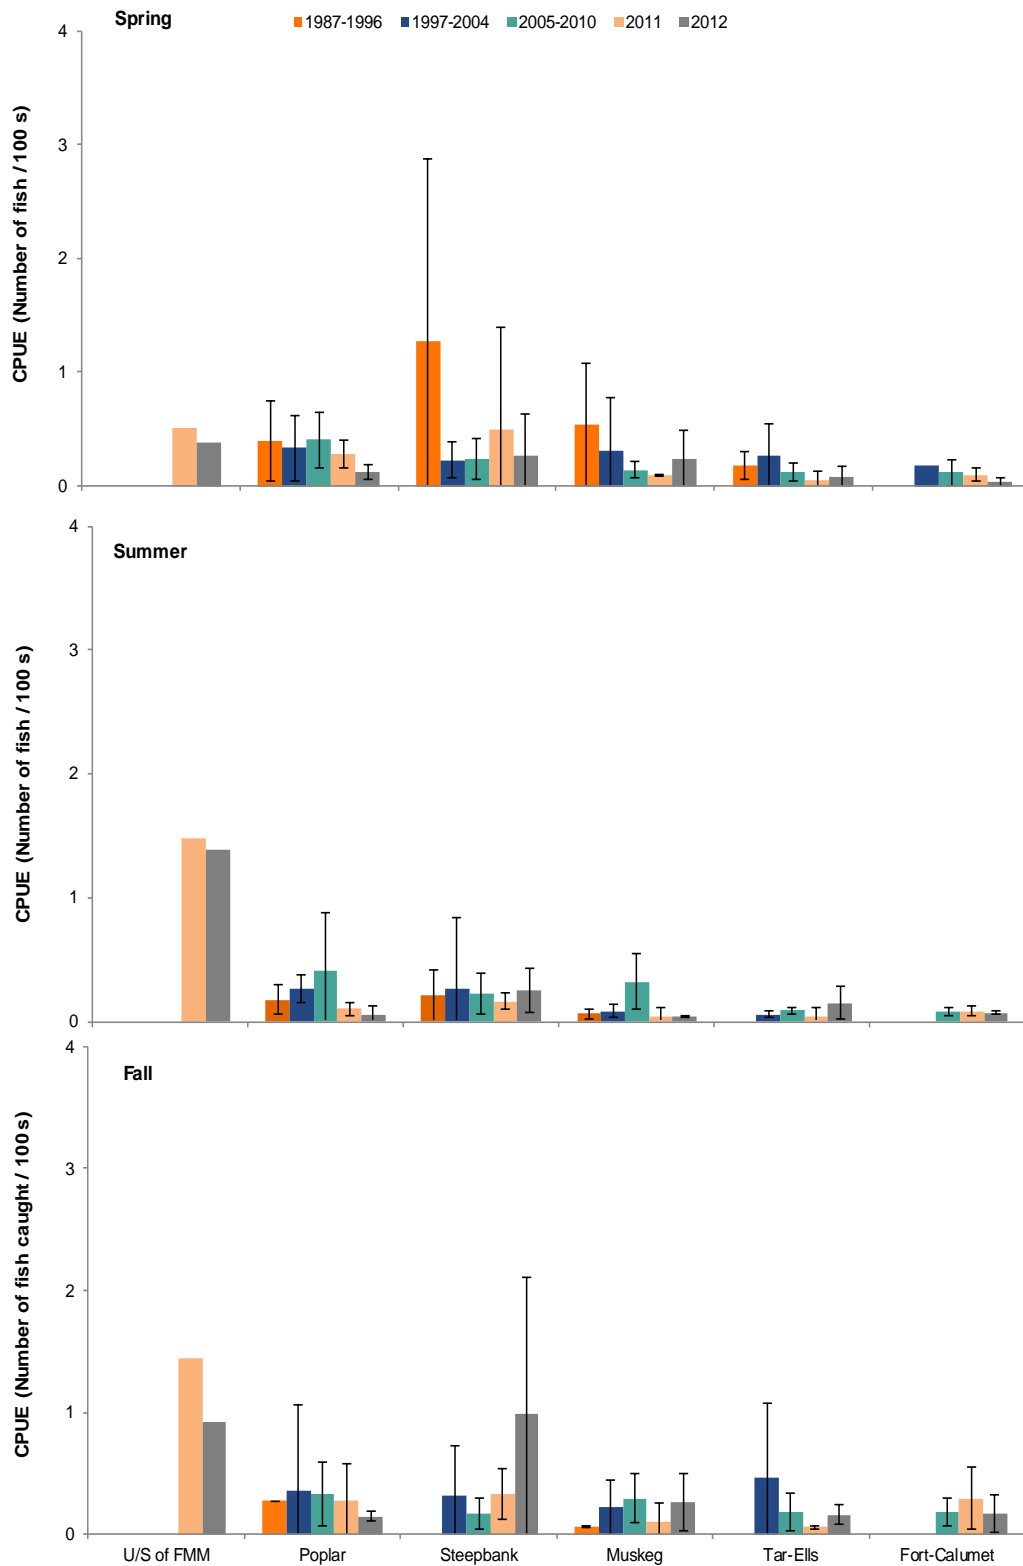 Spring
1987-1996 1997-2004 2005-2010 2011 2012
CPUE (Number of fish / 100 s)
4
3
2
1
0
Summer
CPUE (Number of fish / 100 s)
4
3
2
1
0
Fall
CPUE (Number of fish caught / 100 s)
4
3
2
1
0
U/S of FMM Poplar Steepbank Muskeg Tar-Ells Fort-Calumet